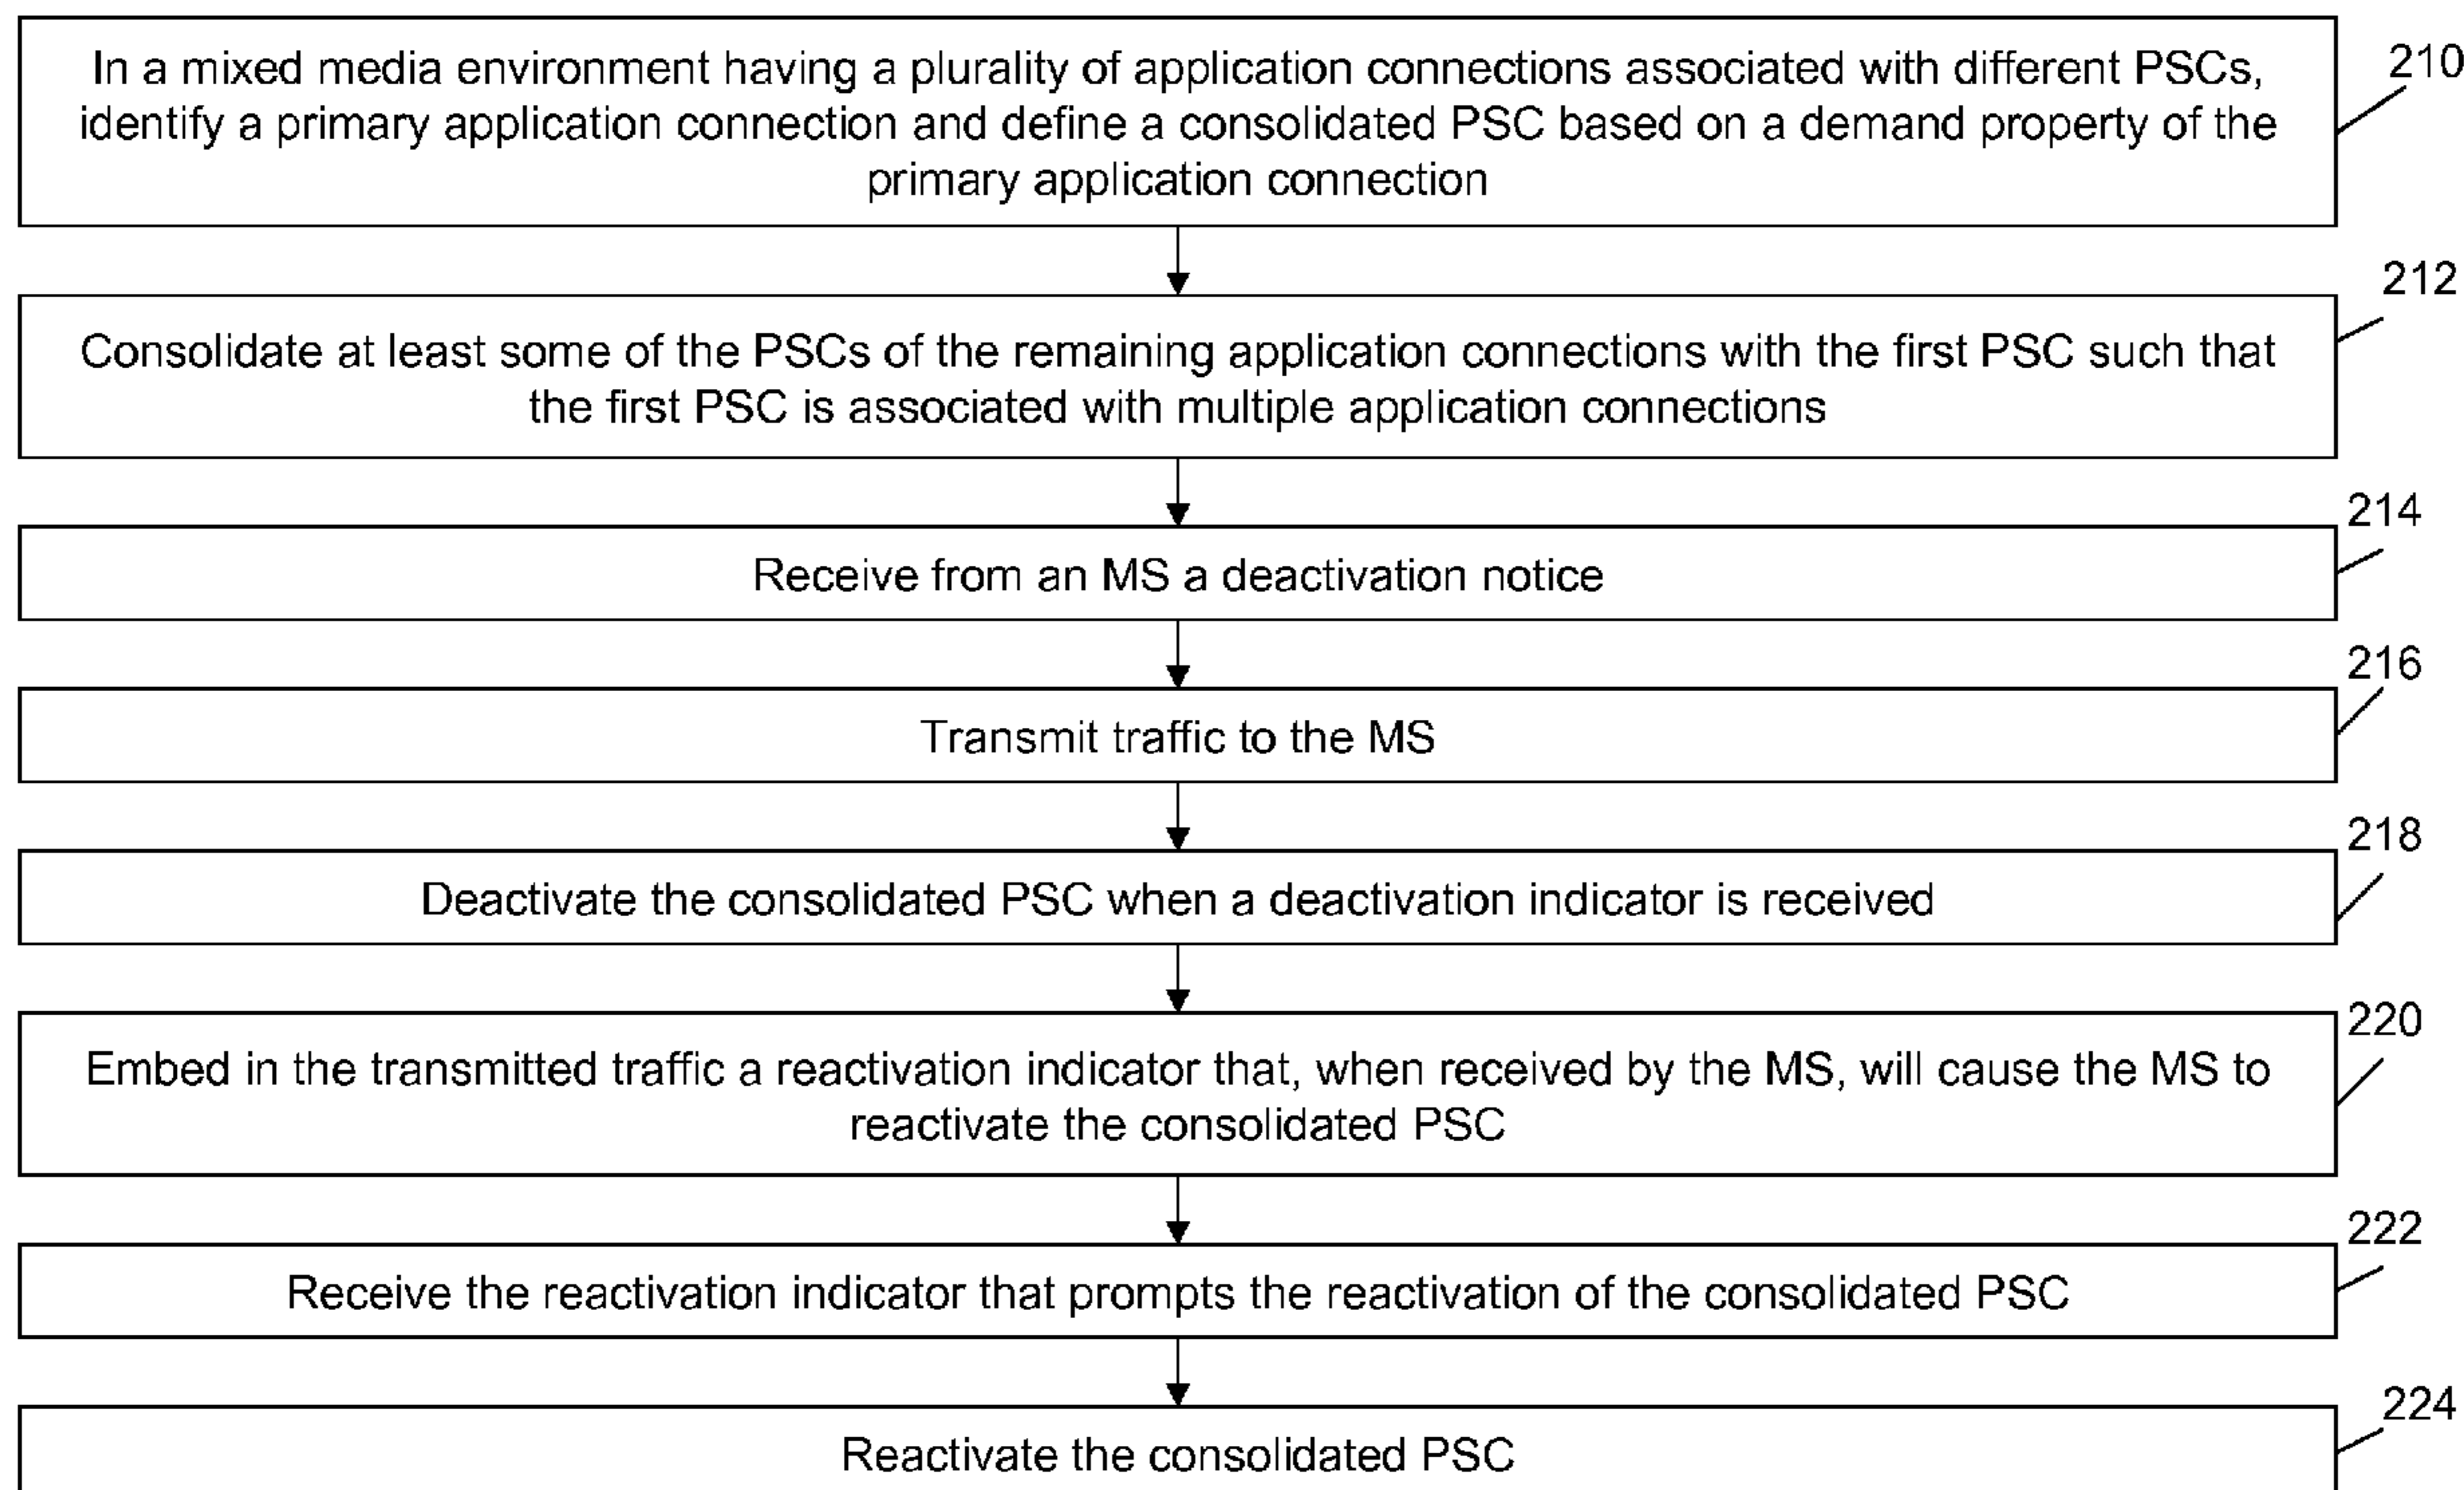 In a mixed media environment having a plurality of application connections associated with different PSCs,
identify a primary application connection and define a consolidated PSC based on a demand property of the
primary application connection
210
Consolidate at least some of the PSCs of the remaining application connections with the first PSC such that
the first PSC is associated with multiple application connections
212
Receive from an MS a deactivation notice
214
Transmit traffic to the MS
216
Deactivate the consolidated PSC when a deactivation indicator is received
218
Embed in the transmitted traffic a reactivation indicator that, when received by the MS, will cause the MS to
reactivate the consolidated PSC
220
Receive the reactivation indicator that prompts the reactivation of the consolidated PSC
222
Reactivate the consolidated PSC
224